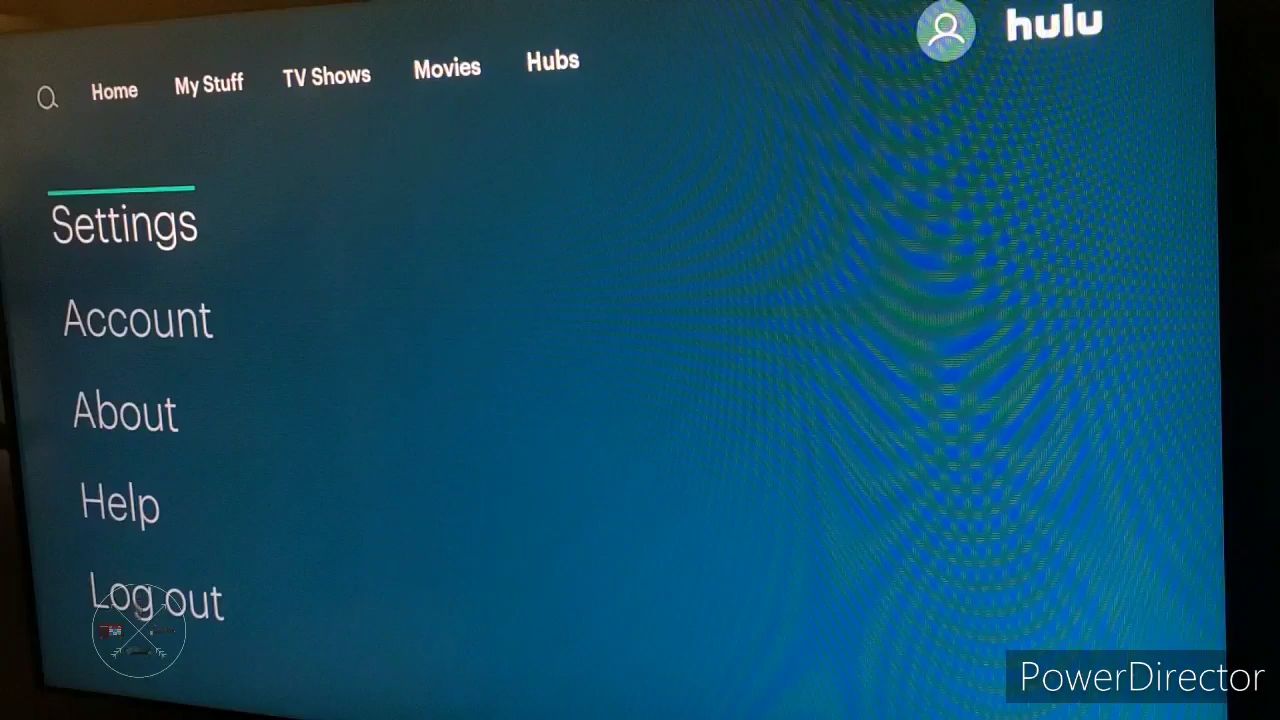 Home My Stuff TV Shows Movies Hubs hulu
Settings
Account
About
Help
Log out
PowerDirector